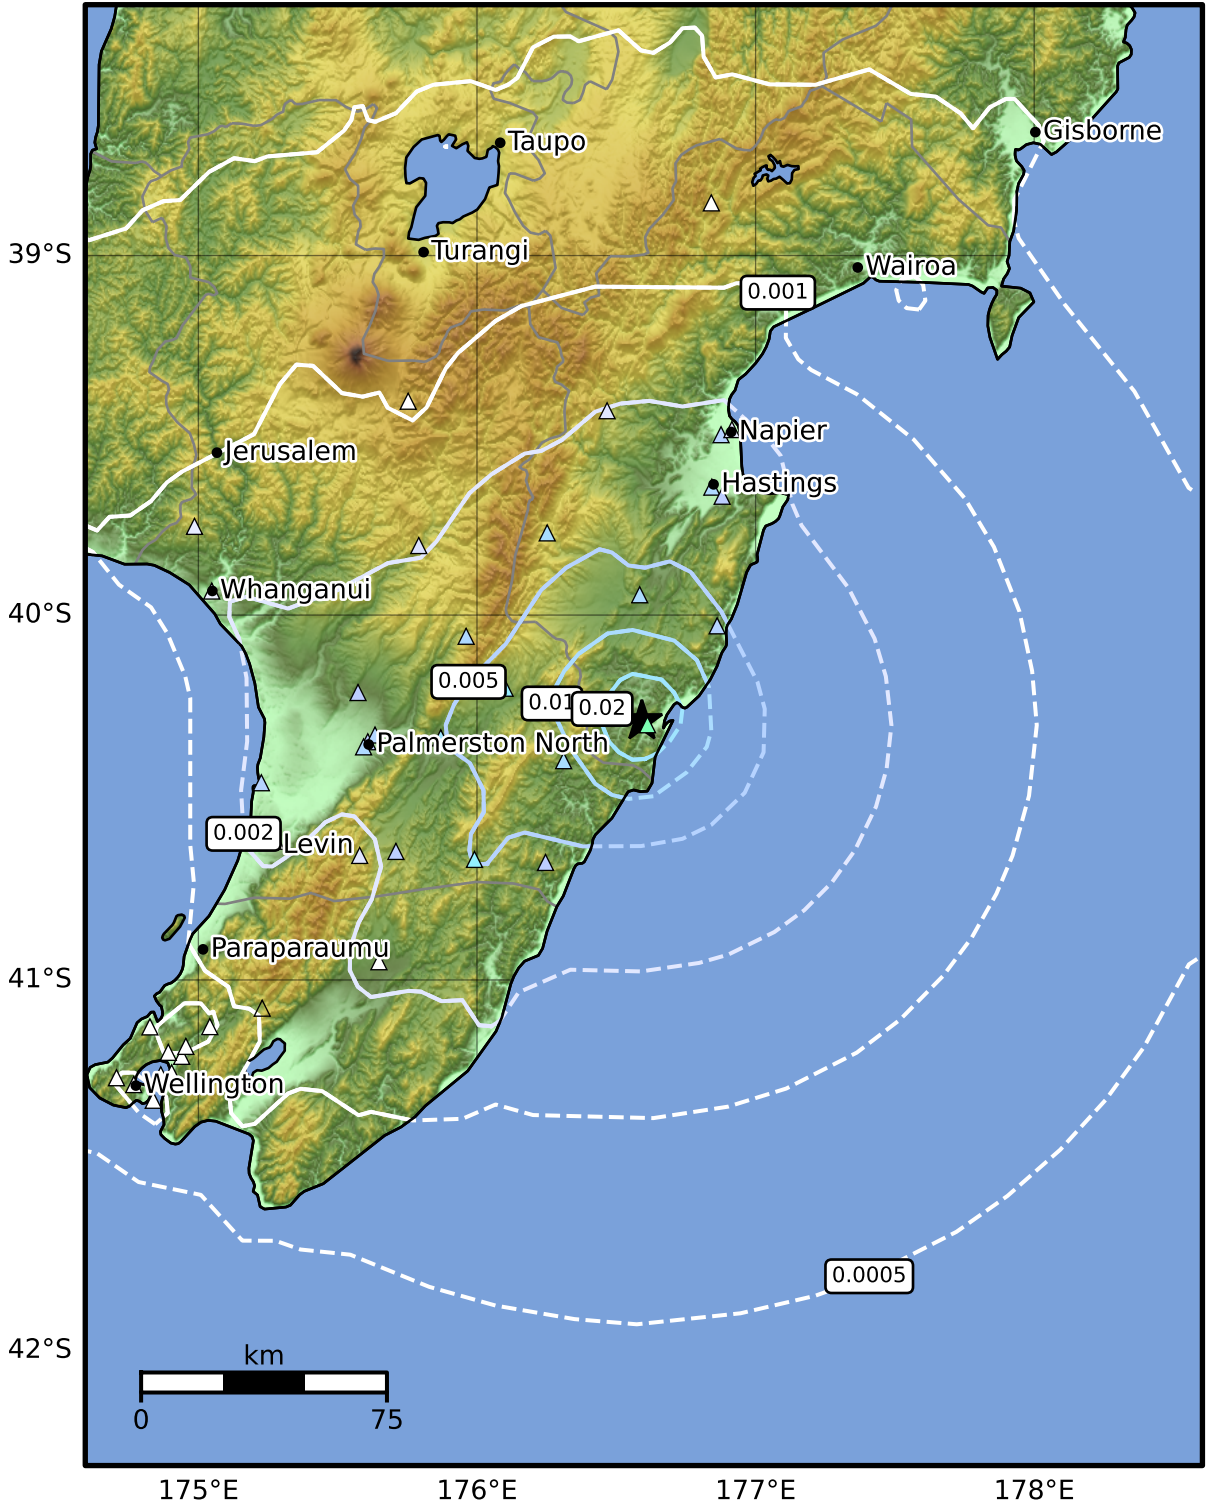 Gisborne
Taupo
39°S
Turangi
Wairoa
0.001
Napier
Jerusalem
Hastings
Whanganui
40°S
0.005
0.01
0.02
Palmerston North
0.002
Levin
Paraparaumu
41°S
Wellington
0.0005
42°S
km
0
75
175°E
176°E
177°E
178°E